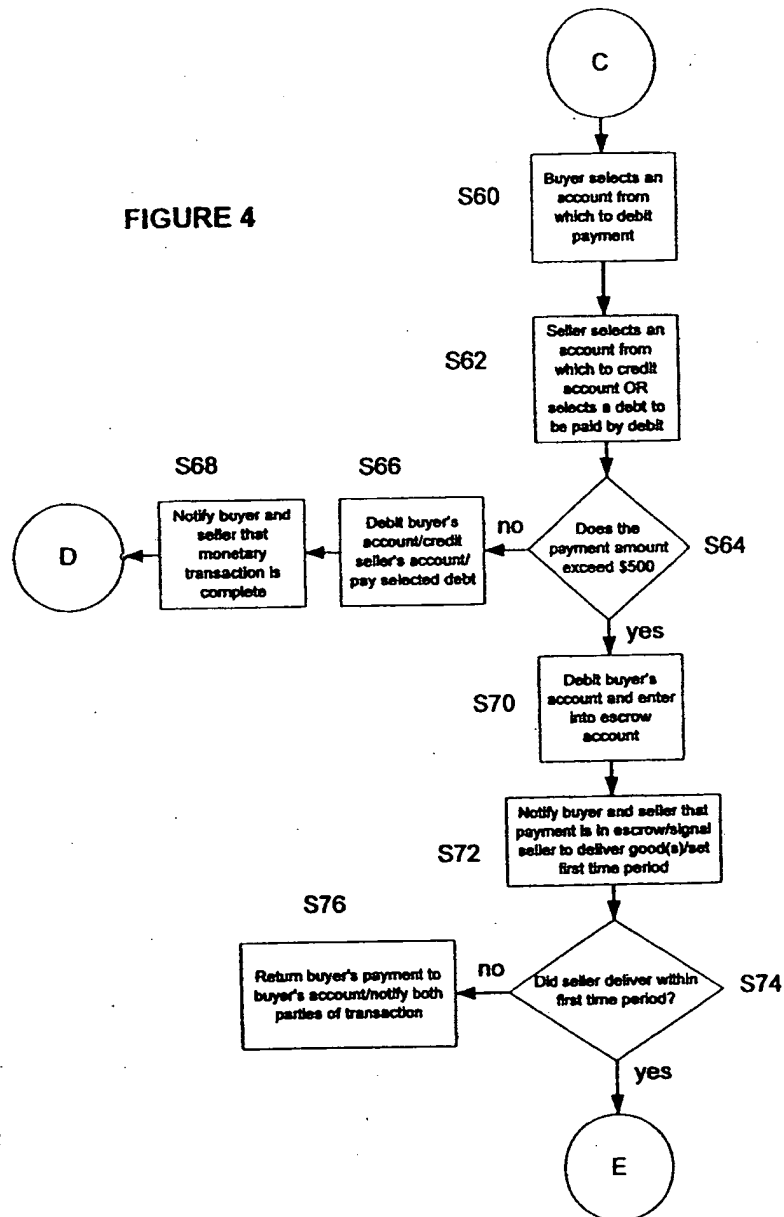 C
FIGURE 4
S60
Buyer selects an
account from
which to debit
payment
S62
Seller selects an
account from
which to credit
account OR
selects a debt to
be paid by debit
S68
Notify buyer and
seller that
monetary
transaction is
complete
S66
Debit buyer's
account/credit
seller's account/
pay selected debt
no
Does the
payment amount
exceed $500
S64
D
yes
S70
Debit buyer's
account and enter
into escrow
account
S72
Notify buyer and seller that
payment is in escrow/signal
seller to deliver good(s)/set
first time period
S76
Return buyer's payment to
buyer's account/notify both
parties of transaction
no
Did seller deliver within
first time period?
S74
yes
E